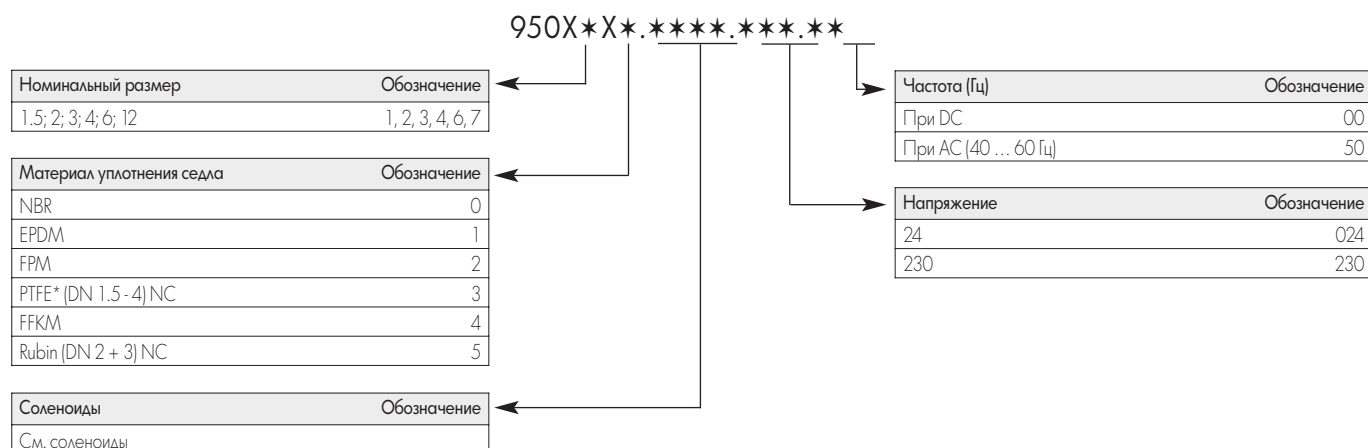 950X✶X✶.✶✶✶✶.✶✶✶.✶✶
Номинальный размер Обозначение
1.5; 2; 3; 4; 6; 12 1, 2, 3, 4, 6, 7
Материал уплотнения седла Обозначение
NBR 0
EPDM 1
FPM 2
PTFE* (DN 1.5 - 4) NC 3
FFKM 4
Rubin (DN 2 + 3) NC 5
Соленоиды Обозначение
См. соленоиды
Частота (Гц) Обозначение
При DC 00
При AC (40 ... 60 Гц) 50
Напряжение Обозначение
24 024
230 230